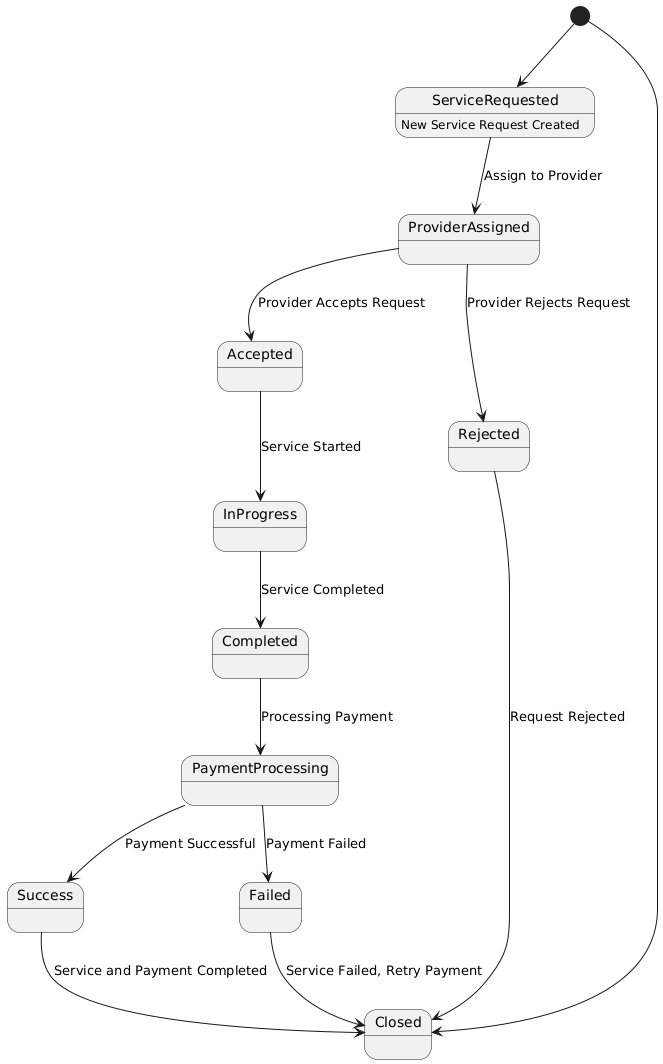 ServiceRequested
New Service Request Created
Assign to Provider
ProviderAssigned
Provider Accepts Request
Provider Rejects Request
Accepted
Rejected
Service Started
InProgress
Service Completed
Completed
Processing Payment
Request Rejected
PaymentProcessing
Payment Successful
Payment Failed
Success
Failed
Service and Payment Completed
Service Failed, Retry Payment
Closed